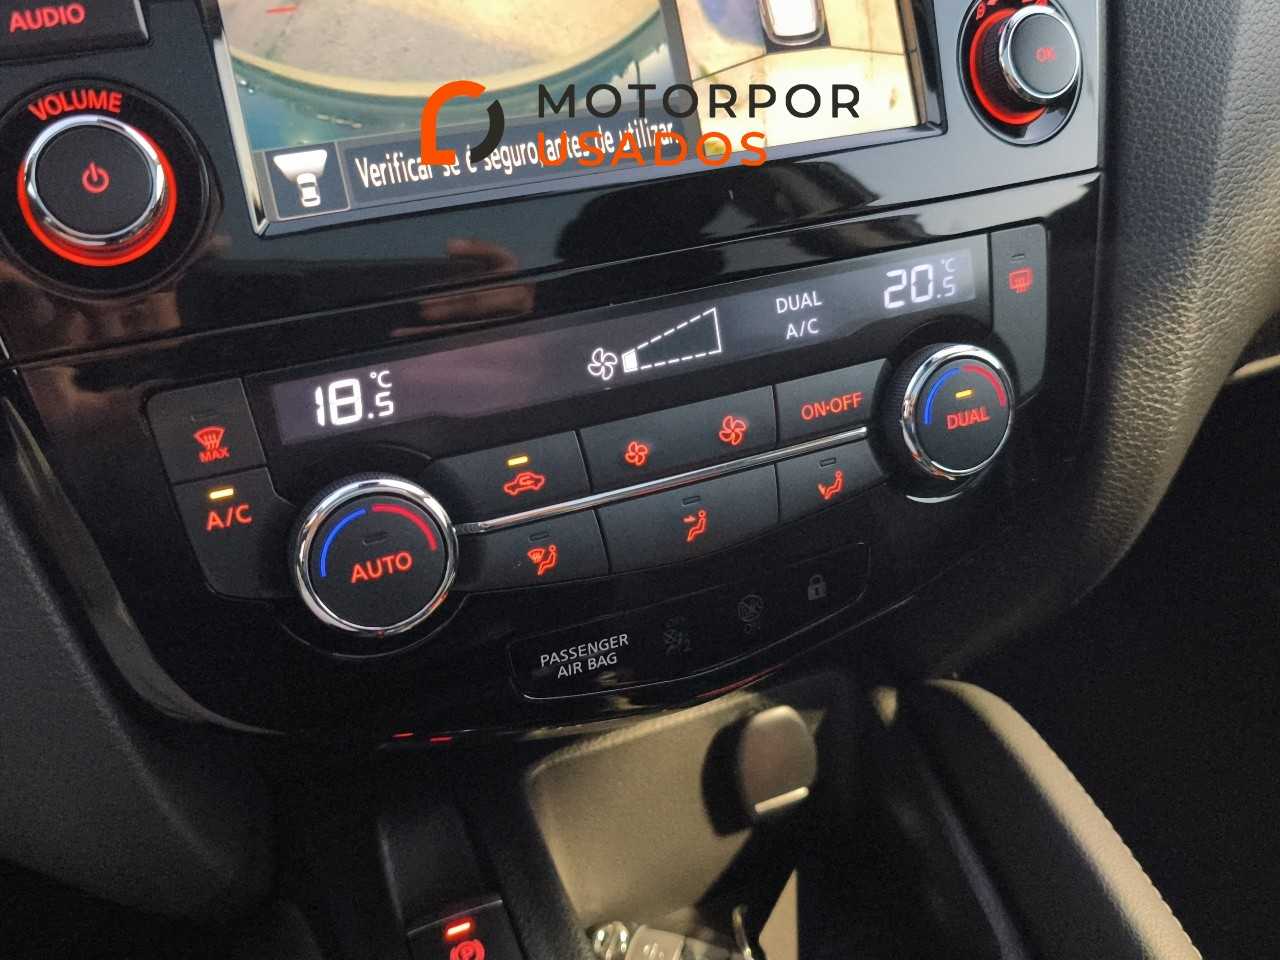 AUDIO
VOLUME
OK
MOTORPOR
USADOS
Verificar se é seguro, antes de utilizar.
18.5 °C
DUAL
A/C
20.5 °C
MAX
A/C
AUTO
ON·OFF
DUAL
PASSENGER
AIR BAG